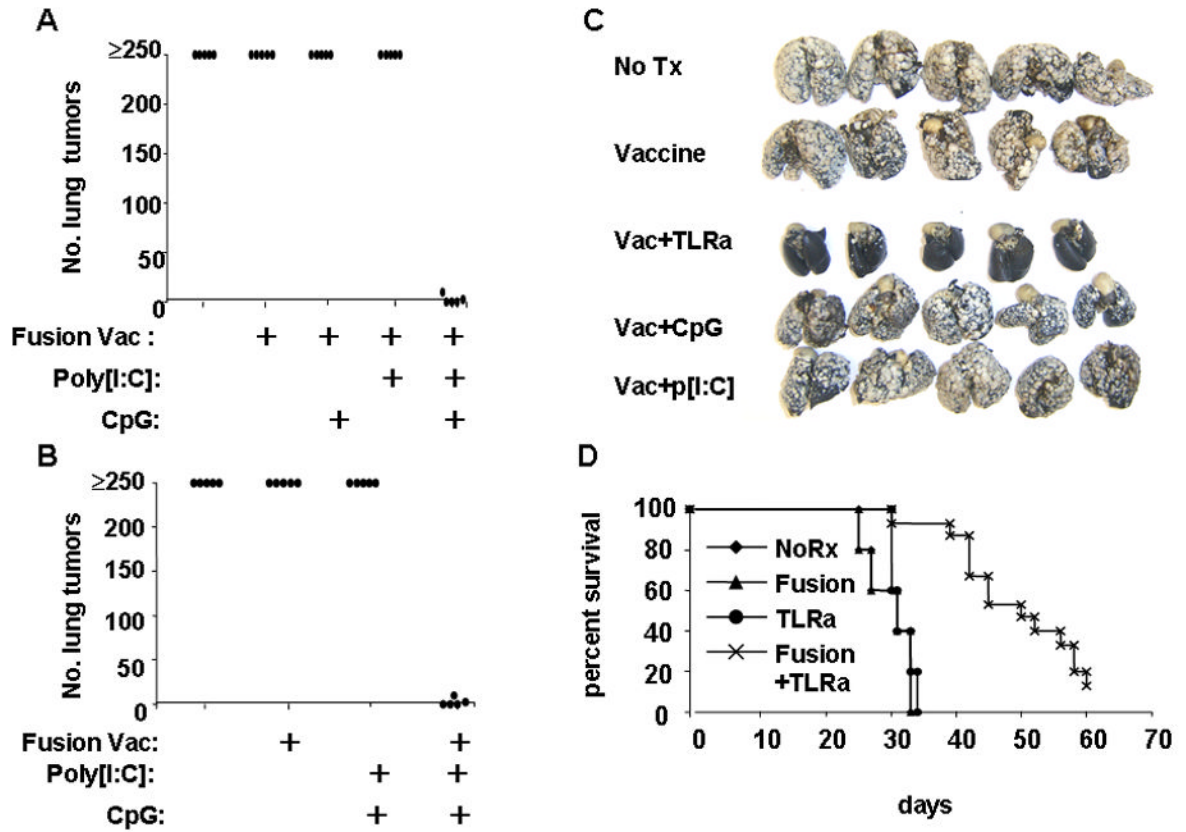 A
No. lung tumors
≥250
200
150
100
50
0
Fusion Vac : + + + +
Poly[I:C]: + +
CpG: + +
B
No. lung tumors
≥250
200
150
100
50
0
Fusion Vac: + +
Poly[I:C]: + +
CpG: + +
C
No Tx
Vaccine
Vac+TLRa
Vac+CpG
Vac+p[I:C]
D
percent survival
100
80
60
40
20
0
NoRx
Fusion
TLRa
Fusion
+TLRa
0 10 20 30 40 50 60 70
days